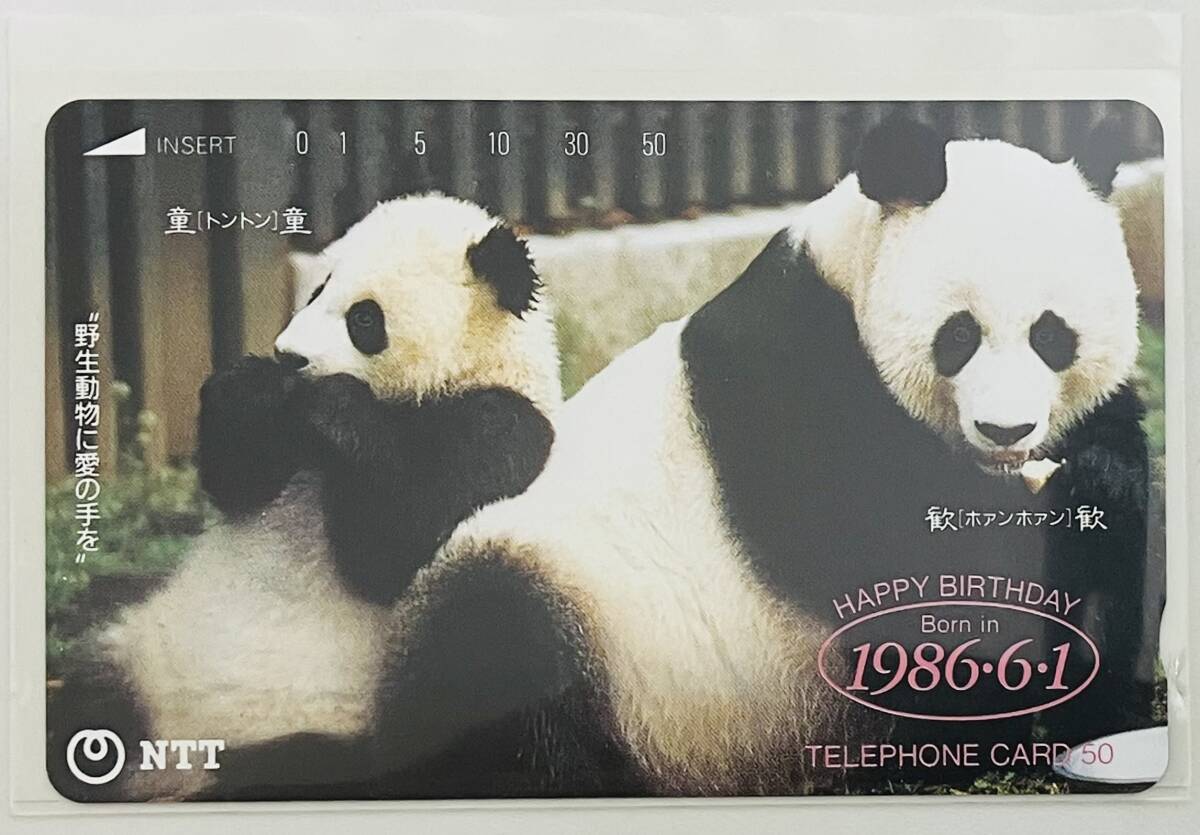 INSERT 0 1 5 10 30 50
童[トントン]童
"野生動物に愛の手を"
歓[ホァンホァン]歓
HAPPY BIRTHDAY
Born in
1986・6・1
NTT
TELEPHONE CARD 50